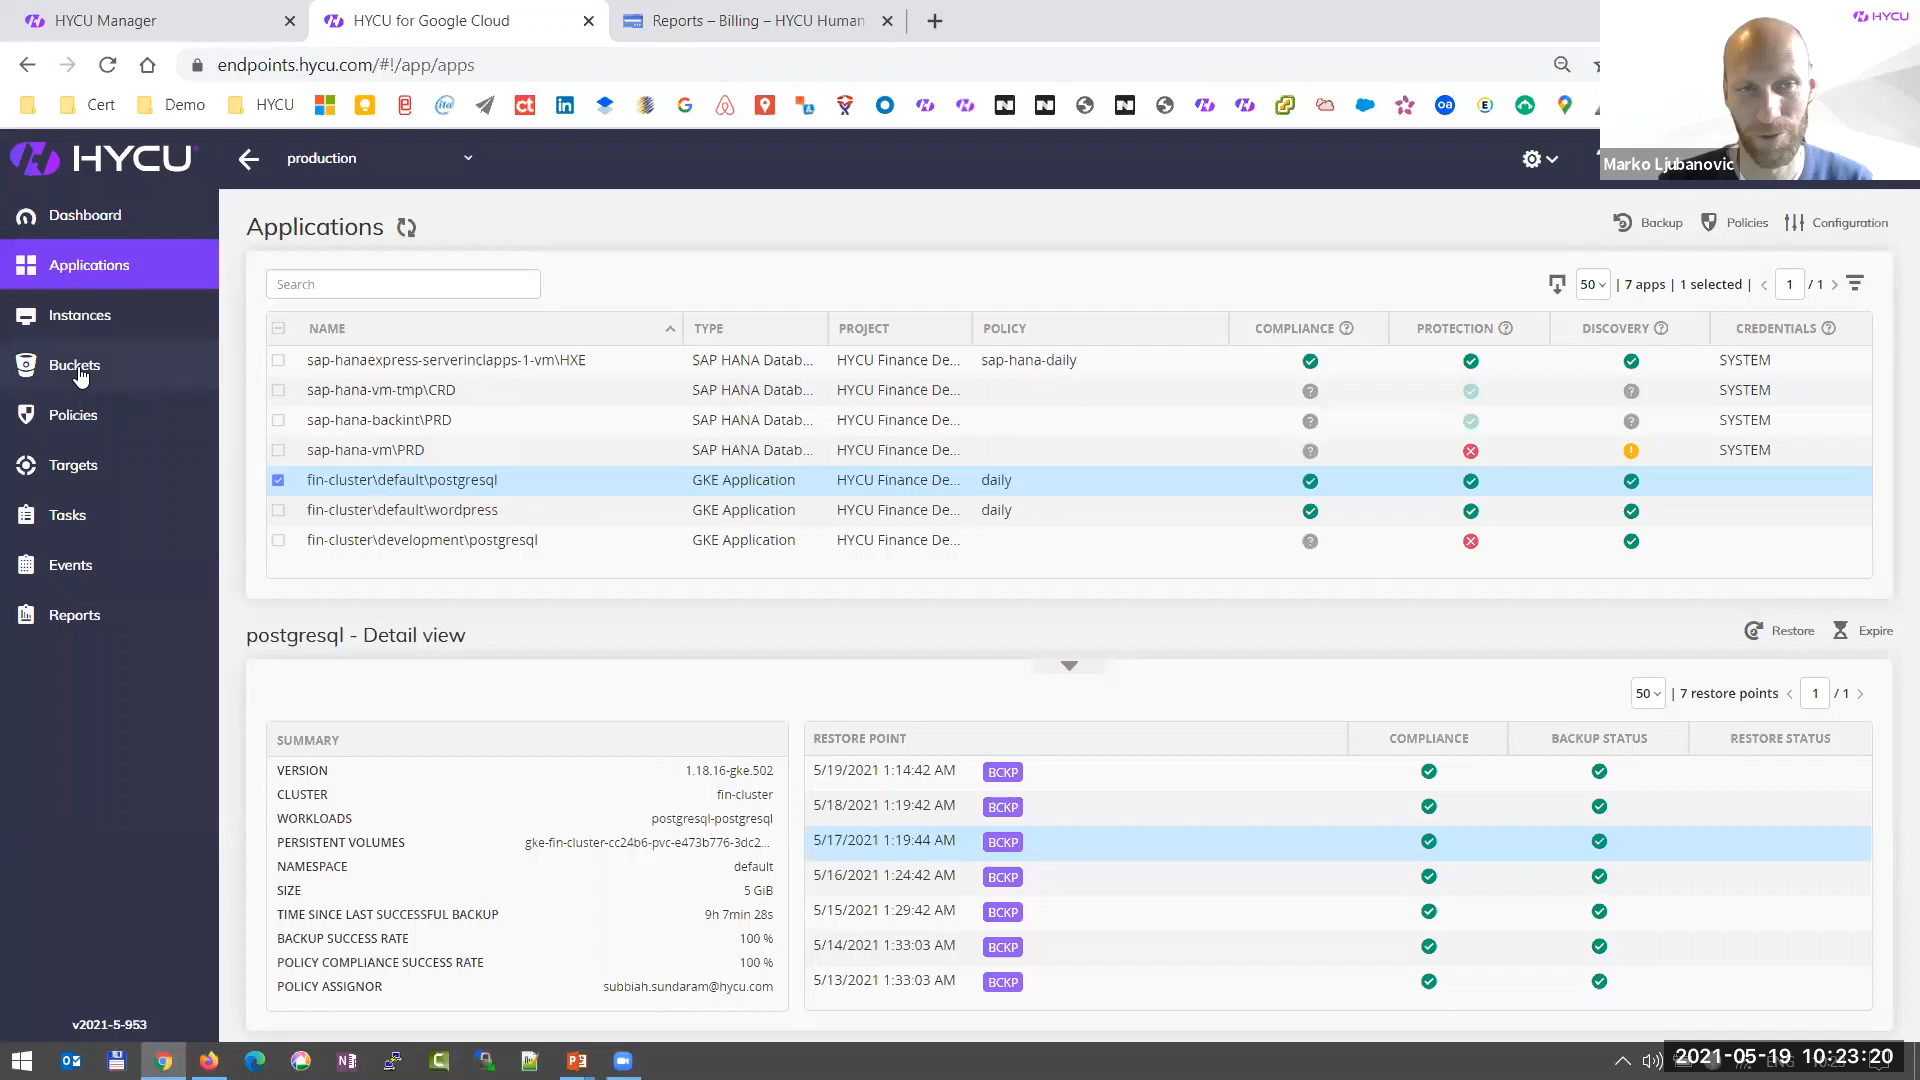 HYCU Manager
HYCU for Google Cloud
Reports – Billing – HYCU Human
HYCU
endpoints.hycu.com/#!/app/apps
Cert
Demo
HYCU
Marko Ljubanovic
HYCU
production
Dashboard
Applications
Instances
Buckets
Policies
Targets
Tasks
Events
Reports
v2021-5-953
Applications
Backup
Policies
Configuration
Search
50 | 7 apps | 1 selected | 1 / 1
NAME TYPE PROJECT POLICY COMPLIANCE PROTECTION DISCOVERY CREDENTIALS
sap-hanaexpress-serverinclapps-1-vm\HXE SAP HANA Datab... HYCU Finance De... sap-hana-daily SYSTEM
sap-hana-vm-tmp\CRD SAP HANA Datab... HYCU Finance De... SYSTEM
sap-hana-backint\PRD SAP HANA Datab... HYCU Finance De... SYSTEM
sap-hana-vm\PRD SAP HANA Datab... HYCU Finance De... SYSTEM
fin-cluster\default\postgresql GKE Application HYCU Finance De... daily
fin-cluster\default\wordpress GKE Application HYCU Finance De... daily
fin-cluster\development\postgresql GKE Application HYCU Finance De...
postgresql - Detail view
Restore
Expire
50 | 7 restore points 1 / 1
SUMMARY
VERSION 1.18.16-gke.502
CLUSTER fin-cluster
WORKLOADS postgresql-postgresql
PERSISTENT VOLUMES gke-fin-cluster-cc24b6-pvc-e473b776-3dc2...
NAMESPACE default
SIZE 5 GiB
TIME SINCE LAST SUCCESSFUL BACKUP 9h 7min 28s
BACKUP SUCCESS RATE 100 %
POLICY COMPLIANCE SUCCESS RATE 100 %
POLICY ASSIGNOR subbiah.sundaram@hycu.com
RESTORE POINT COMPLIANCE BACKUP STATUS RESTORE STATUS
5/19/2021 1:14:42 AM BCKP
5/18/2021 1:19:42 AM BCKP
5/17/2021 1:19:44 AM BCKP
5/16/2021 1:24:42 AM BCKP
5/15/2021 1:29:42 AM BCKP
5/14/2021 1:33:03 AM BCKP
5/13/2021 1:33:03 AM BCKP
2021-05-19 10:23:20